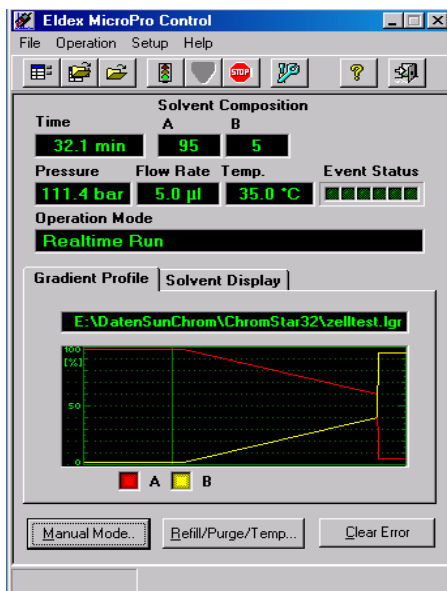 Eldex MicroPro Control
File Operation Setup Help
STOP
?
Solvent Composition
Time A B
32.1 min 95 5
Pressure Flow Rate Temp. Event Status
111.4 bar 5.0 µl 35.0 °C
Operation Mode
Realtime Run
Gradient Profile Solvent Display
E:\DatenSunChrom\ChromStar32\zelltest.lgr
100
[%]
50
0
A B
Manual Mode.. Refill/Purge/Temp... Clear Error